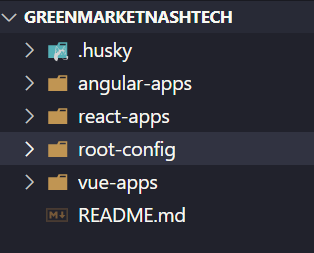 GREENMARKETNASHTECH
.husky
angular-apps
react-apps
root-config
vue-apps
README.md